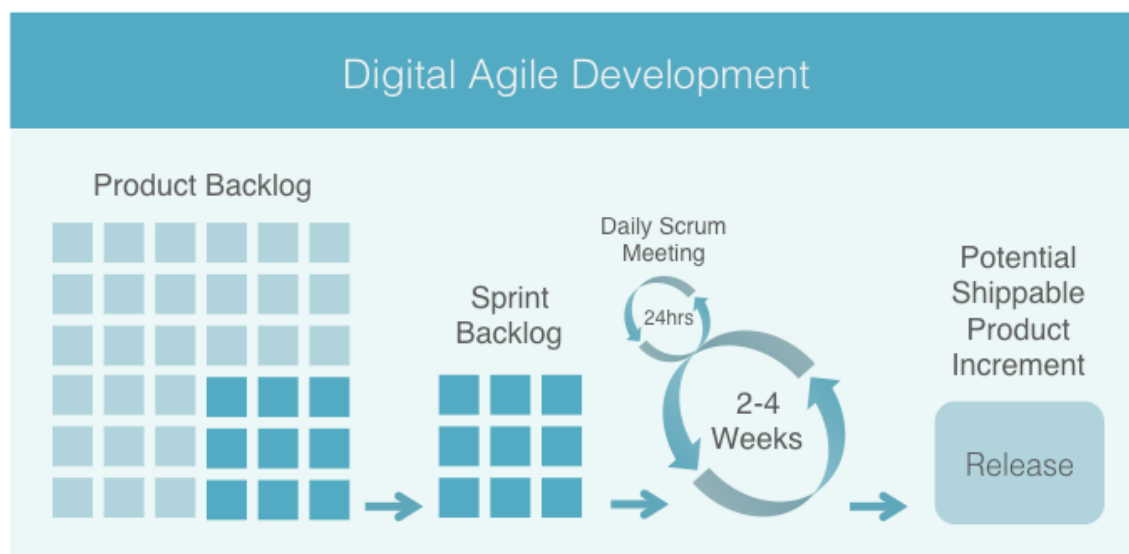 Digital Agile Development
Product Backlog
Sprint
Backlog
Daily Scrum
Meeting
24hrs
2-4
Weeks
Potential
Shippable
Product
Increment
Release